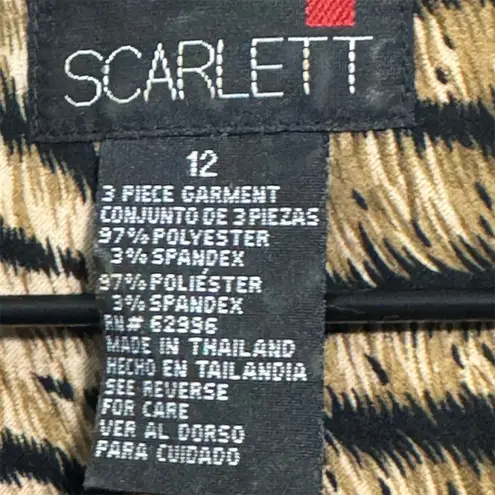 SCARLETT
12
3 PIECE GARMENT
CONJUNTO DE 3 PIEZAS
97% POLYESTER
3% SPANDEX
97% POLIÉSTER
3% SPANDEX
RN# 62996
MADE IN THAILAND
HECHO EN TAILANDIA
SEE REVERSE
FOR CARE
VER AL DORSO
PARA CUIDADO